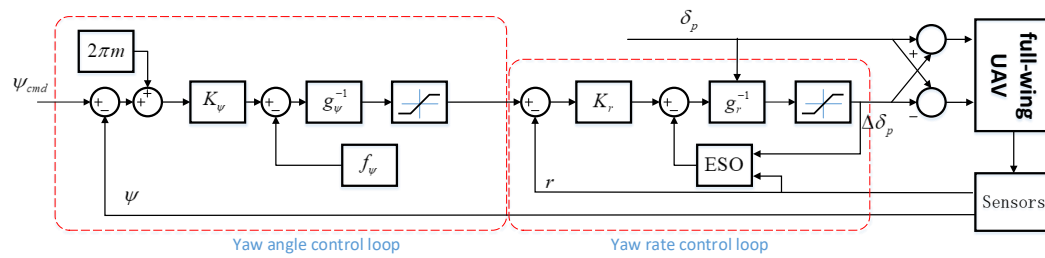 δ_p
2πm
ψ_cmd
+
−
+
+
K_ψ
−
g_ψ^{-1}
−
K_r
−
g_r^{-1}
+
−
Δδ_p
full-wing
UAV
f_ψ
ESO
r
ψ
Sensors
Yaw angle control loop
Yaw rate control loop